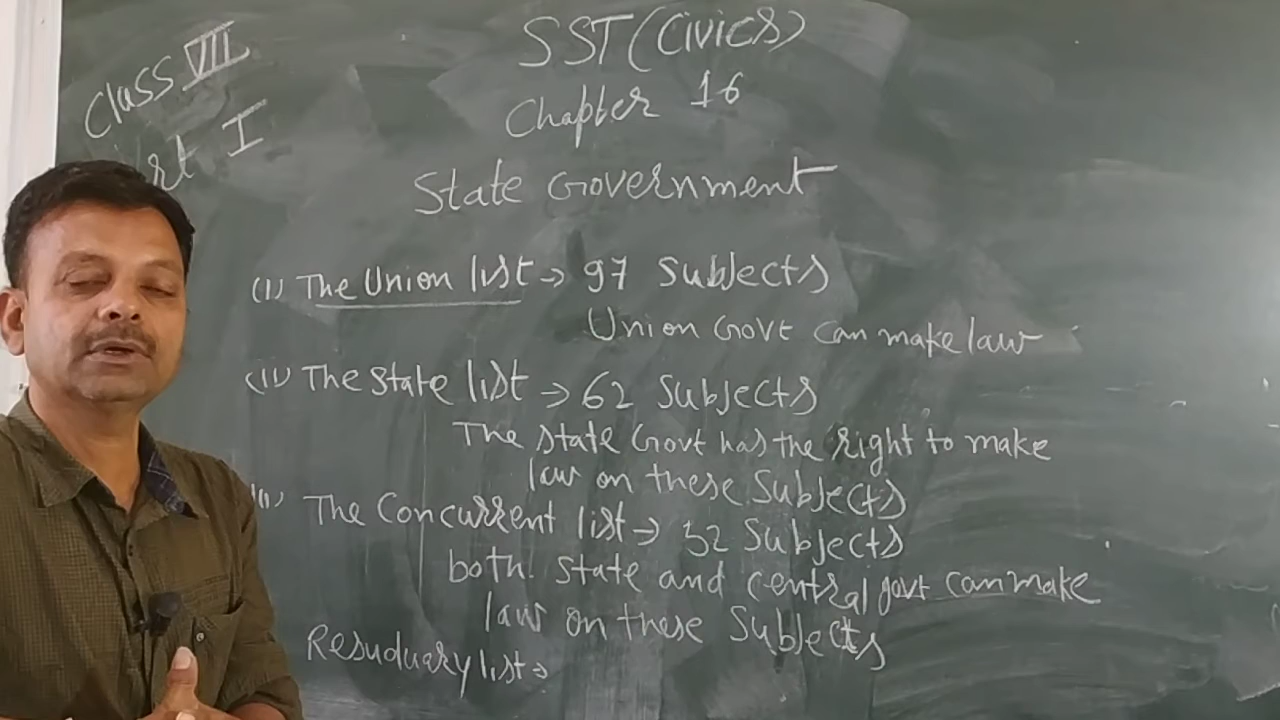 Class VII
Part I
SST (Civics)
Chapter 16
State Government
(I) The Union list → 97 Subjects
Union Govt can make law
(II) The State list → 62 Subjects
The State Govt has the right to make
law on these Subjects
The Concurrent list → 52 Subjects
both State and central govt can make
law on these Subjects
Resuduary list →